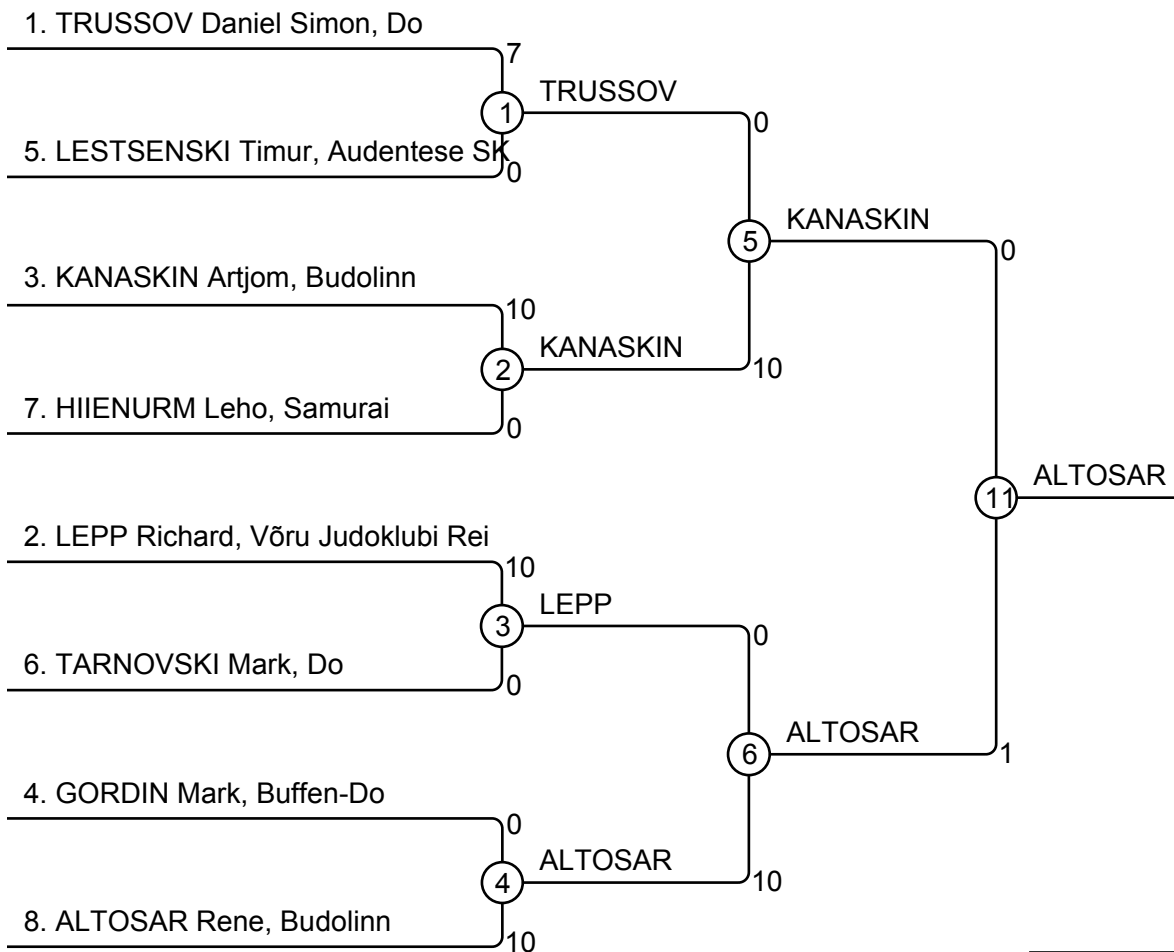 1. TRUSSOV Daniel Simon, Do
7
1
TRUSSOV
0
5. LESTSENSKI Timur, Audentese SK
0
5
KANASKIN
0
3. KANASKIN Artjom, Budolinn
10
2
KANASKIN
10
7. HIIENURM Leho, Samurai
0
11
ALTOSAR
2. LEPP Richard, Võru Judoklubi Rei
10
3
LEPP
0
6. TARNOVSKI Mark, Do
0
6
ALTOSAR
1
4. GORDIN Mark, Buffen-Do
0
4
ALTOSAR
10
8. ALTOSAR Rene, Budolinn
10